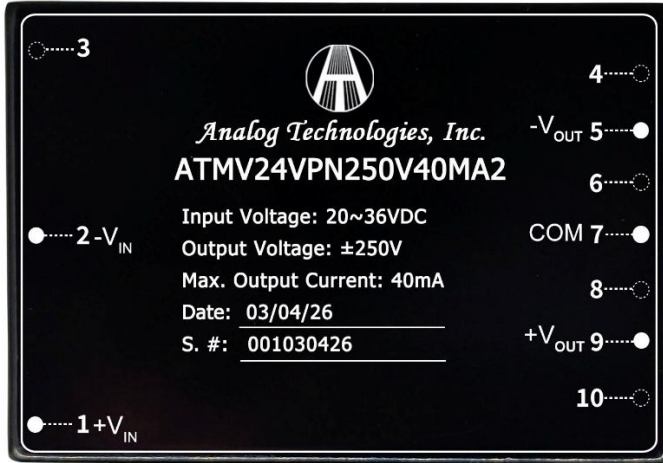 3
4
Analog Technologies, Inc.
-VOUT 5
ATMV24VPN250V40MA2
6
Input Voltage: 20~36VDC
2 -VIN
COM 7
Output Voltage: ±250V
Max. Output Current: 40mA
8
Date: 03/04/26
S. #: 001030426
+VOUT 9
10
1 +VIN